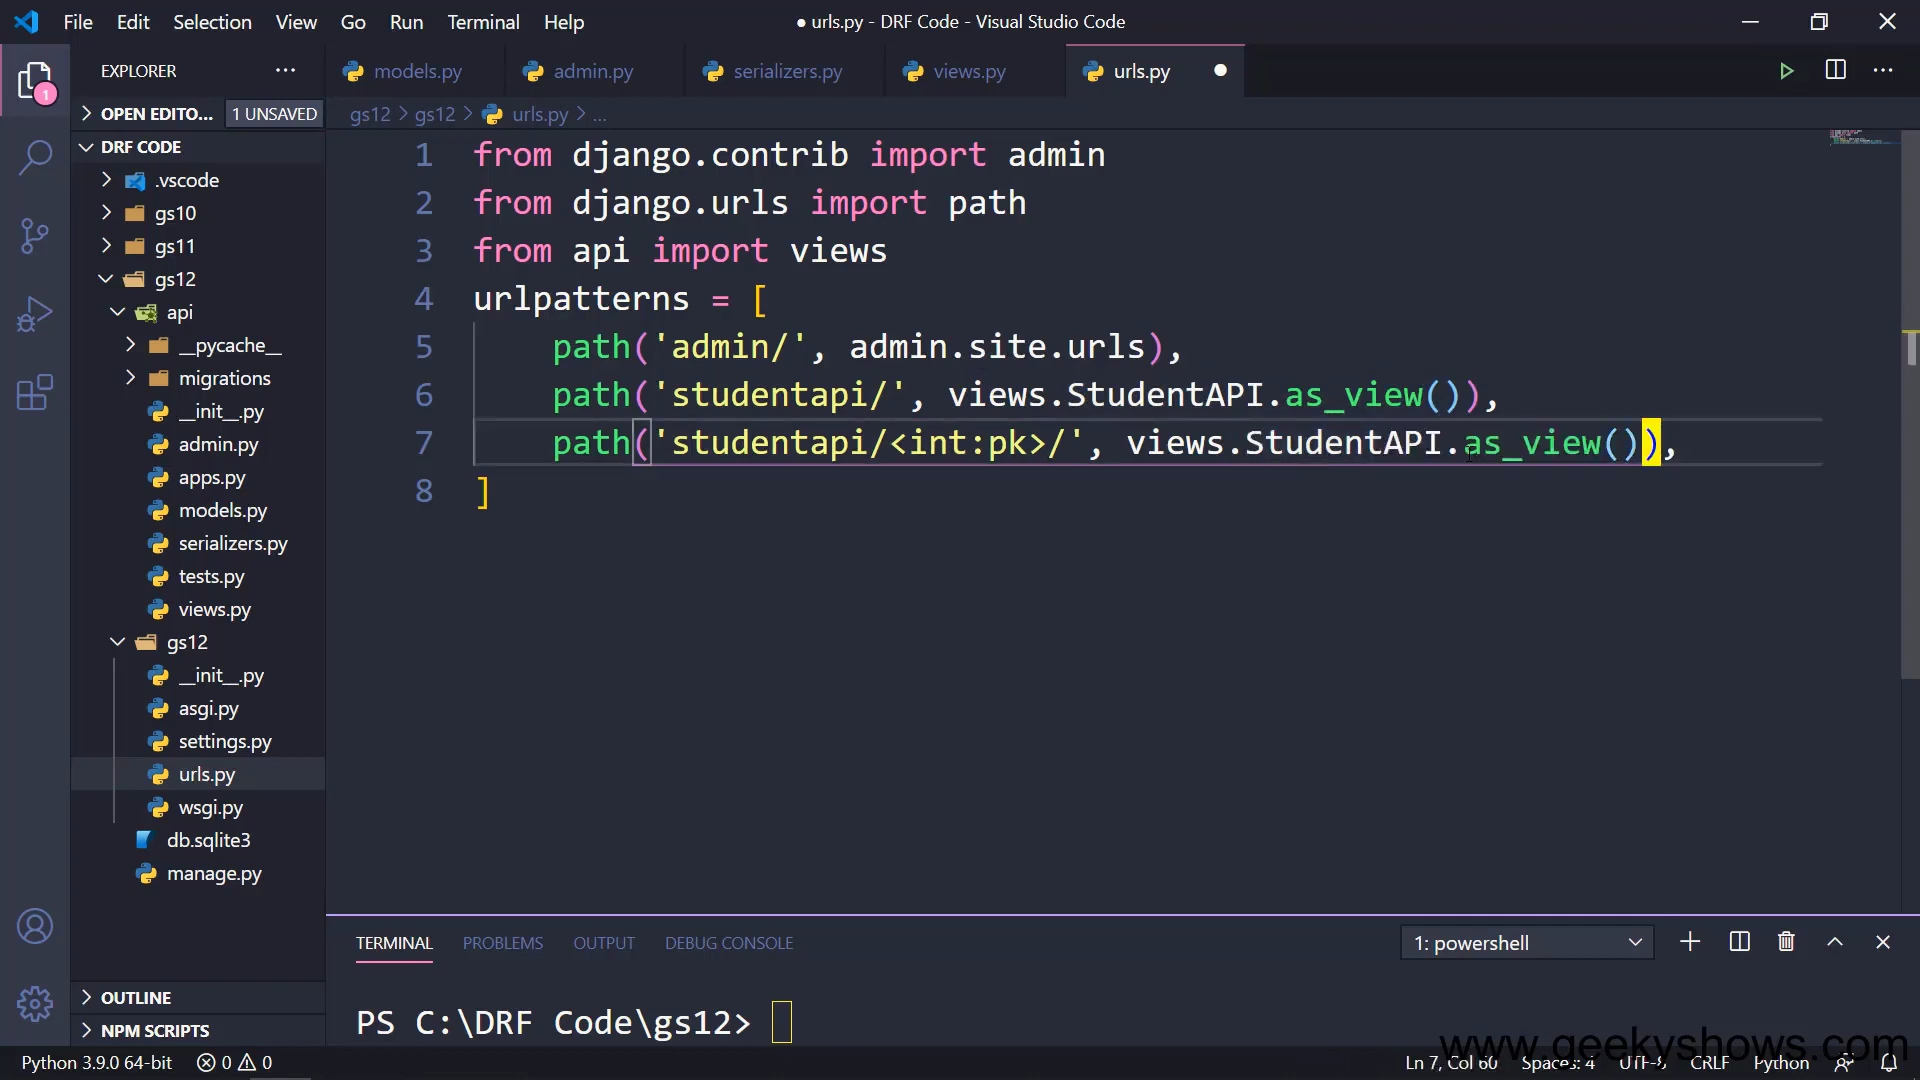 File Edit Selection View Go Run Terminal Help
● urls.py - DRF Code - Visual Studio Code
EXPLORER ···
models.py admin.py serializers.py views.py urls.py
1
OPEN EDITO... 1 UNSAVED
gs12 > gs12 > urls.py > ...
DRF CODE
.vscode
gs10
gs11
gs12
api
__pycache__
migrations
__init__.py
admin.py
apps.py
models.py
serializers.py
tests.py
views.py
gs12
__init__.py
asgi.py
settings.py
urls.py
wsgi.py
db.sqlite3
manage.py
OUTLINE
NPM SCRIPTS
1 from django.contrib import admin
2 from django.urls import path
3 from api import views
4 urlpatterns = [
5     path('admin/', admin.site.urls),
6     path('studentapi/', views.StudentAPI.as_view()),
7     path('studentapi/<int:pk>/', views.StudentAPI.as_view()),
8 ]
TERMINAL PROBLEMS OUTPUT DEBUG CONSOLE
1: powershell
PS C:\DRF Code\gs12>
www.geekyshows.com
Python 3.9.0 64-bit 0 0
Ln 7, Col 60 Spaces: 4 UTF-8 CRLF Python